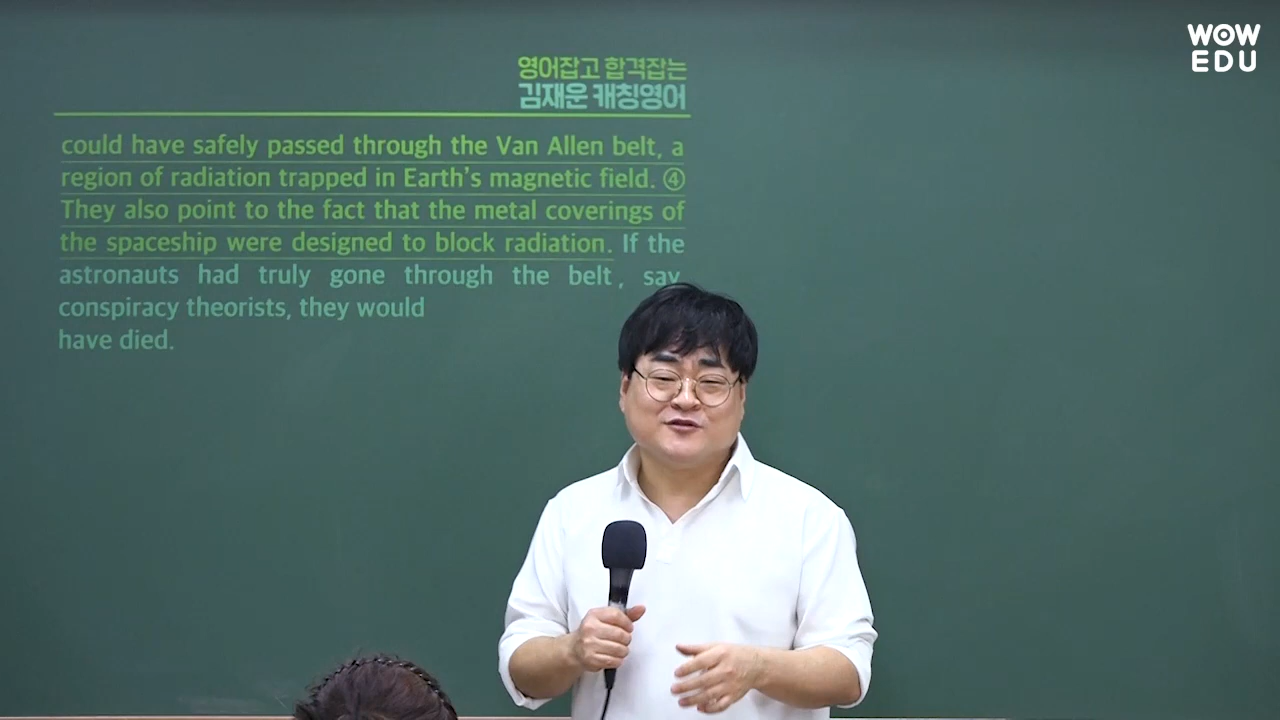 WOW
EDU
영어잡고 합격잡는
김재운 캐칭영어
could have safely passed through the Van Allen belt, a
region of radiation trapped in Earth's magnetic field. ④
They also point to the fact that the metal coverings of
the spaceship were designed to block radiation. If the
astronauts had truly gone through the belt, say
conspiracy theorists, they would
have died.